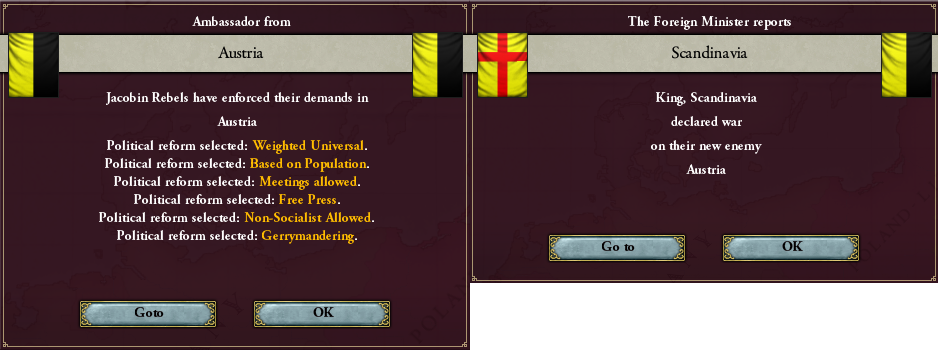 Ambassador from
Austria
Jacobin Rebels have enforced their demands in
Austria
Political reform selected: Weighted Universal.
Political reform selected: Based on Population.
Political reform selected: Meetings allowed.
Political reform selected: Free Press.
Political reform selected: Non-Socialist Allowed.
Political reform selected: Gerrymandering.
Goto
OK
The Foreign Minister reports
Scandinavia
King, Scandinavia
declared war
on their new enemy
Austria
Go to
OK